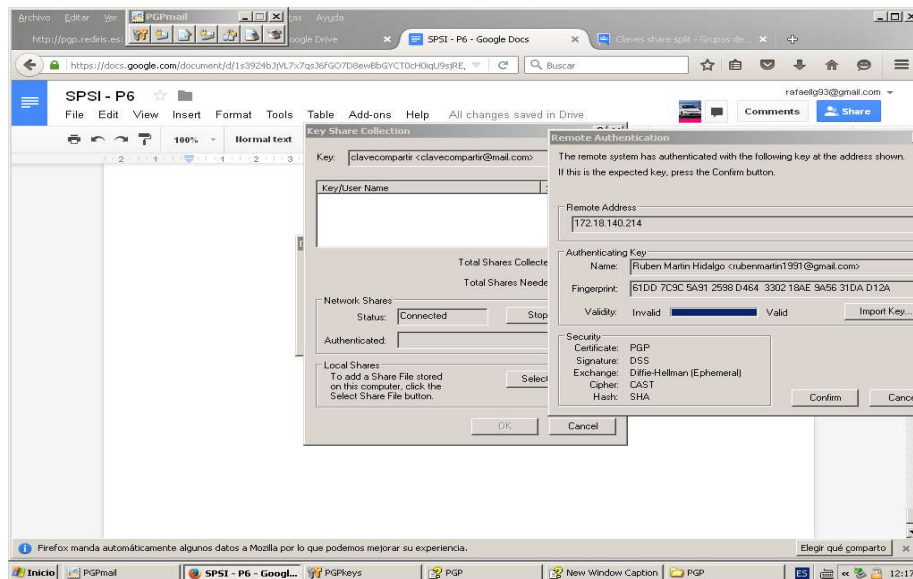 Archivo Editar Ver PGPmail tas Ayuda
http://pgp.rediris.es: oogle Drive × SPSI - P6 - Google Docs × Claves share split - Grupos de... ×
https://docs.google.com/document/d/1s3924bJjVL7x7qsJ6fGO7D8ewBbGYCT0cH0iqU9sjRE, Buscar
SPSI - P6
rafaellg93@gmail.com
File Edit View Insert Format Tools Table Add-ons Help All changes saved in Drive
Comments Share
100% Normal text
2 1 1 2 3
Key Share Collection
Key: clavecompartir <clavecompartir@mail.com>
Key/User Name
Total Shares Collecte
Total Shares Neede
Network Shares
Status: Connected Stop
Authenticated:
Local Shares
To add a Share File stored
on this computer, click the
Select Share File button.
Select
OK Cancel
Remote Authentication
The remote system has authenticated with the following key at the address shown.
If this is the expected key, press the Confirm button.
Remote Address
172.18.140.214
Authenticating Key
Name: Ruben Martin Hidalgo <rubenmartin1991@gmail.com>
Fingerprint: 61DD 7C9C 5A91 2598 D464 3302 18AE 9A56 31DA D12A
Validity: Invalid Valid Import Key...
Security
Certificate: PGP
Signature: DSS
Exchange: Diffie-Hellman (Ephemeral)
Cipher: CAST
Hash: SHA
Confirm Cance
Firefox manda automáticamente algunos datos a Mozilla por lo que podemos mejorar su experiencia. Elegir qué comparto ×
Inicio PGPmail SPSI - P6 - Googl... PGPkeys PGP New Window Caption PGP ES « 12:17